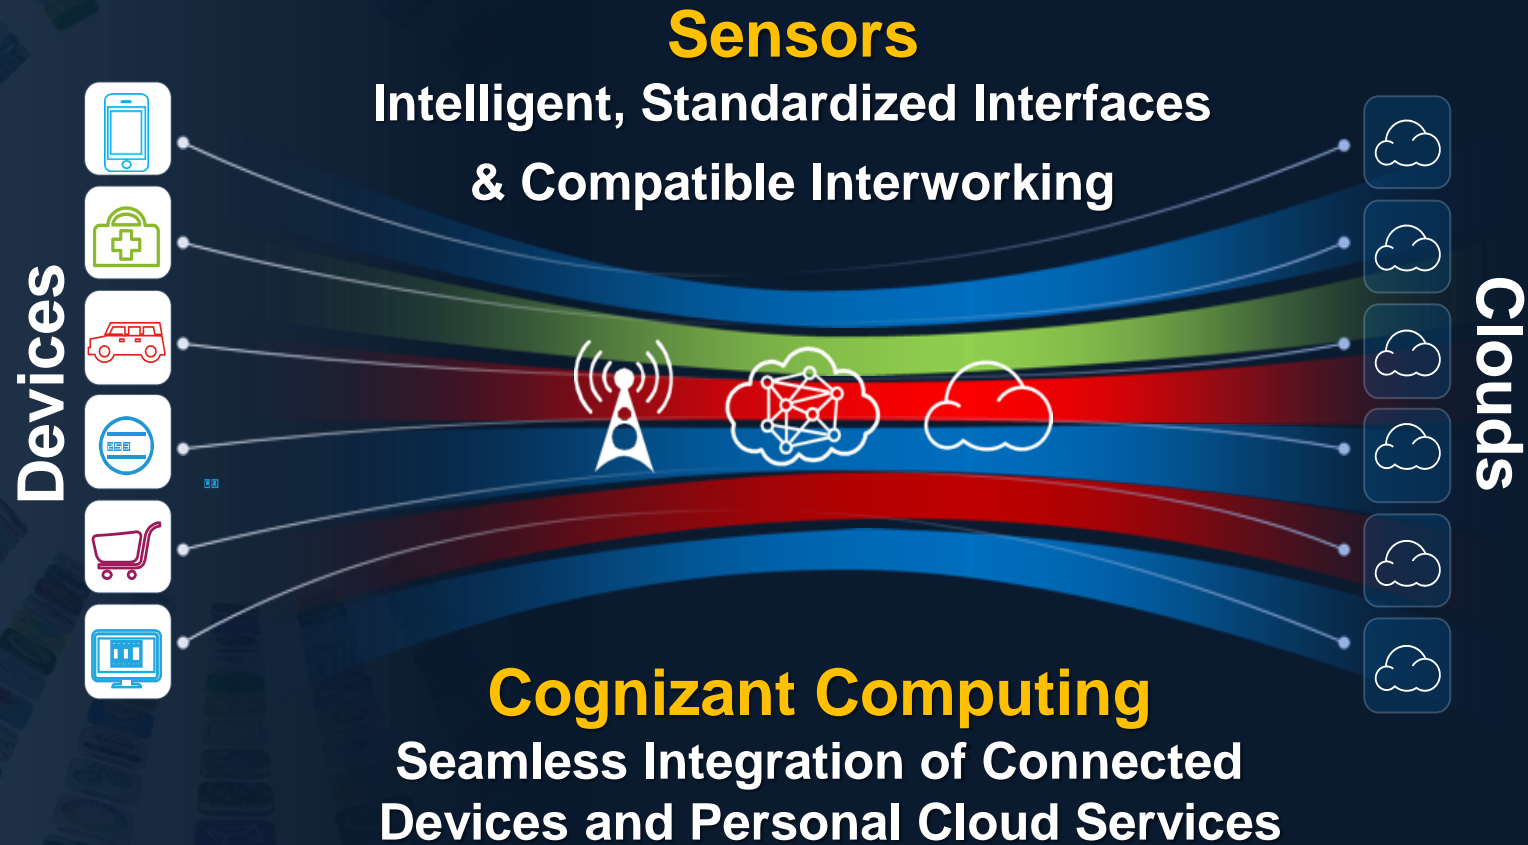 Sensors
Intelligent, Standardized Interfaces
& Compatible Interworking
Devices
Clouds
Cognizant Computing
Seamless Integration of Connected
Devices and Personal Cloud Services